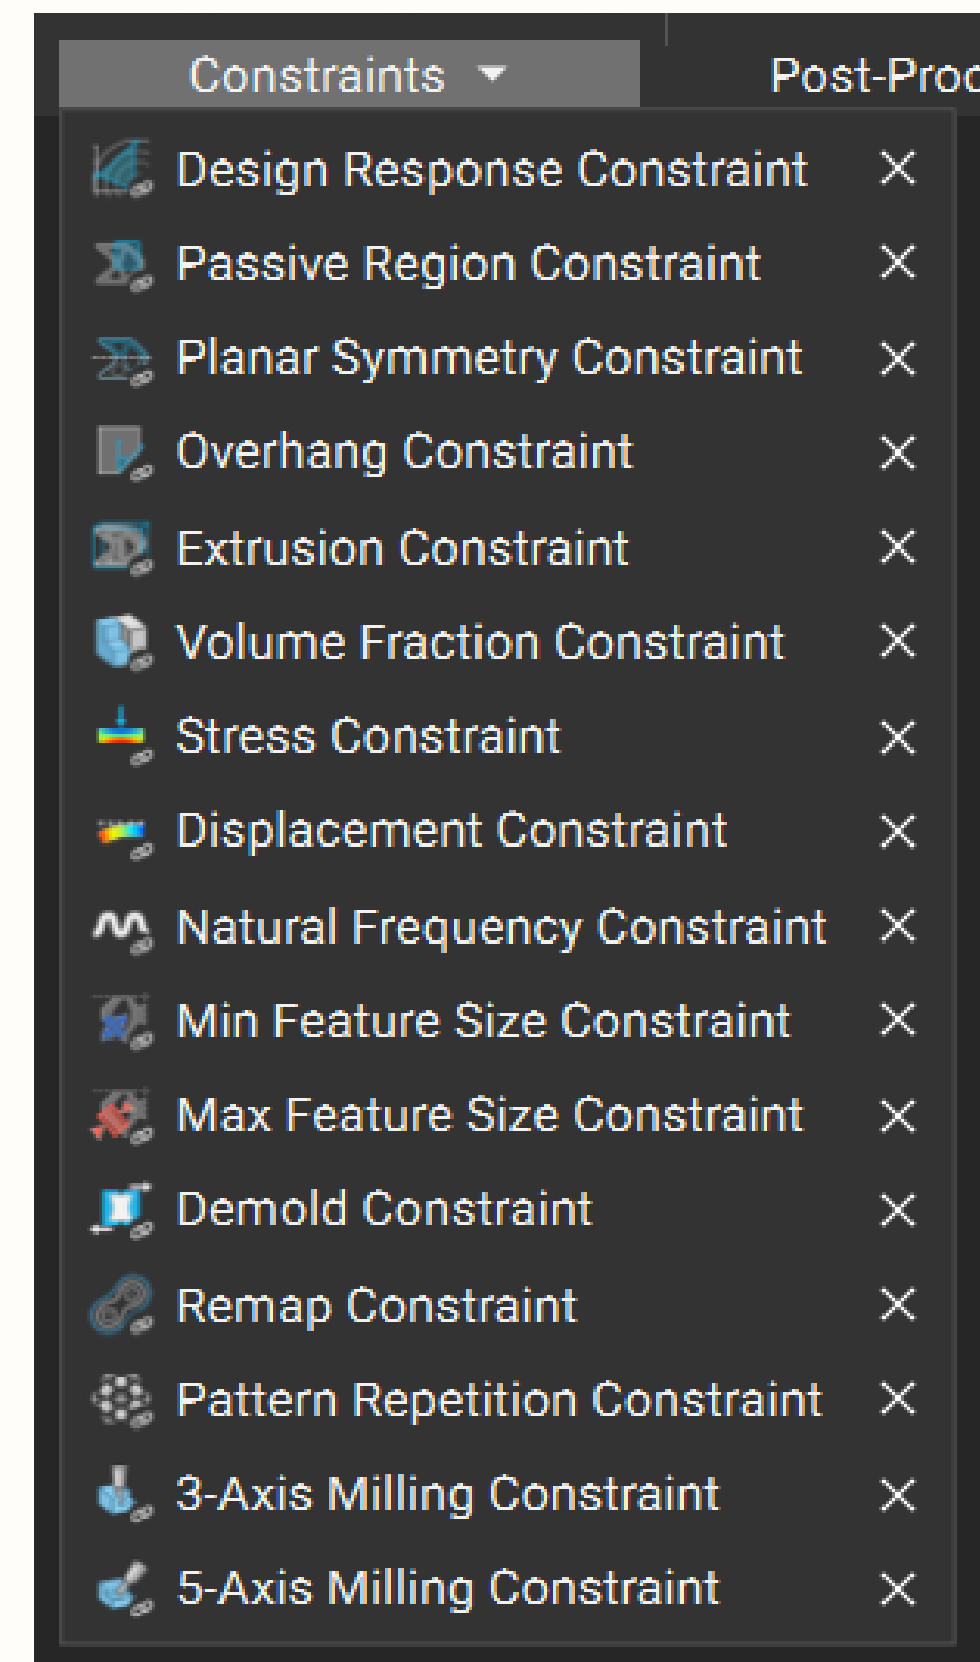 Constraints
Post-Proc
Design Response Constraint
Passive Region Constraint
Planar Symmetry Constraint
Overhang Constraint
Extrusion Constraint
Volume Fraction Constraint
Stress Constraint
Displacement Constraint
Natural Frequency Constraint
Min Feature Size Constraint
Max Feature Size Constraint
Demold Constraint
Remap Constraint
Pattern Repetition Constraint
3-Axis Milling Constraint
5-Axis Milling Constraint